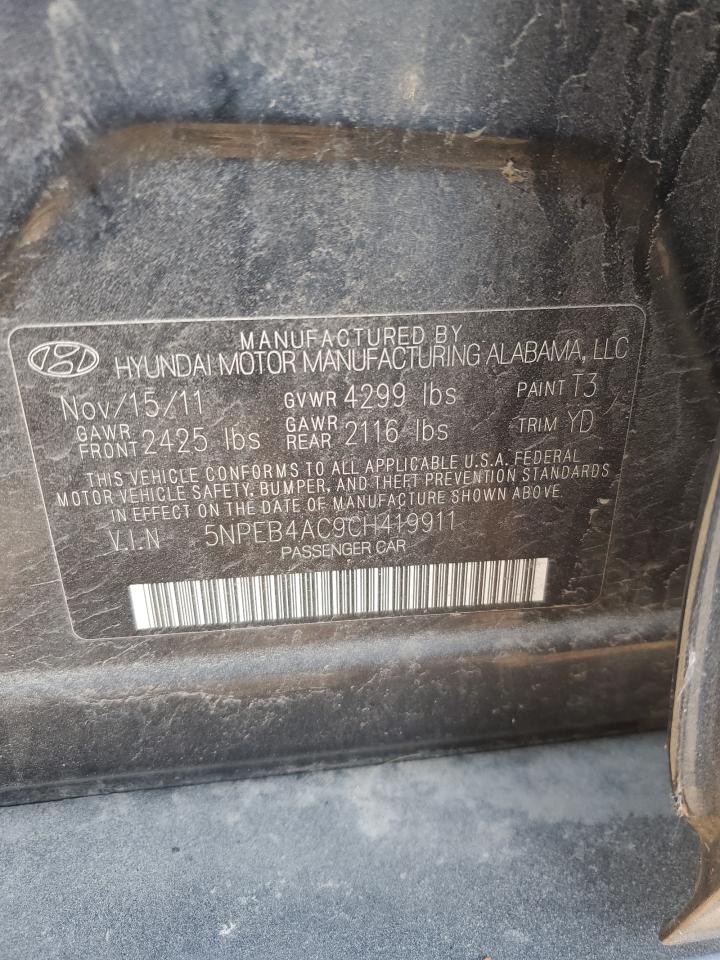 MANUFACTURED BY
HYUNDAI MOTOR MANUFACTURING ALABAMA, LLC
Nov/15/11 GVWR 4299 lbs PAINT T3
GAWR FRONT 2425 lbs GAWR REAR 2116 lbs TRIM YD
THIS VEHICLE CONFORMS TO ALL APPLICABLE U.S.A. FEDERAL
MOTOR VEHICLE SAFETY, BUMPER, AND THEFT PREVENTION STANDARDS
IN EFFECT ON THE DATE OF MANUFACTURE SHOWN ABOVE.
V.I.N 5NPEB4AC9CH419911
PASSENGER CAR